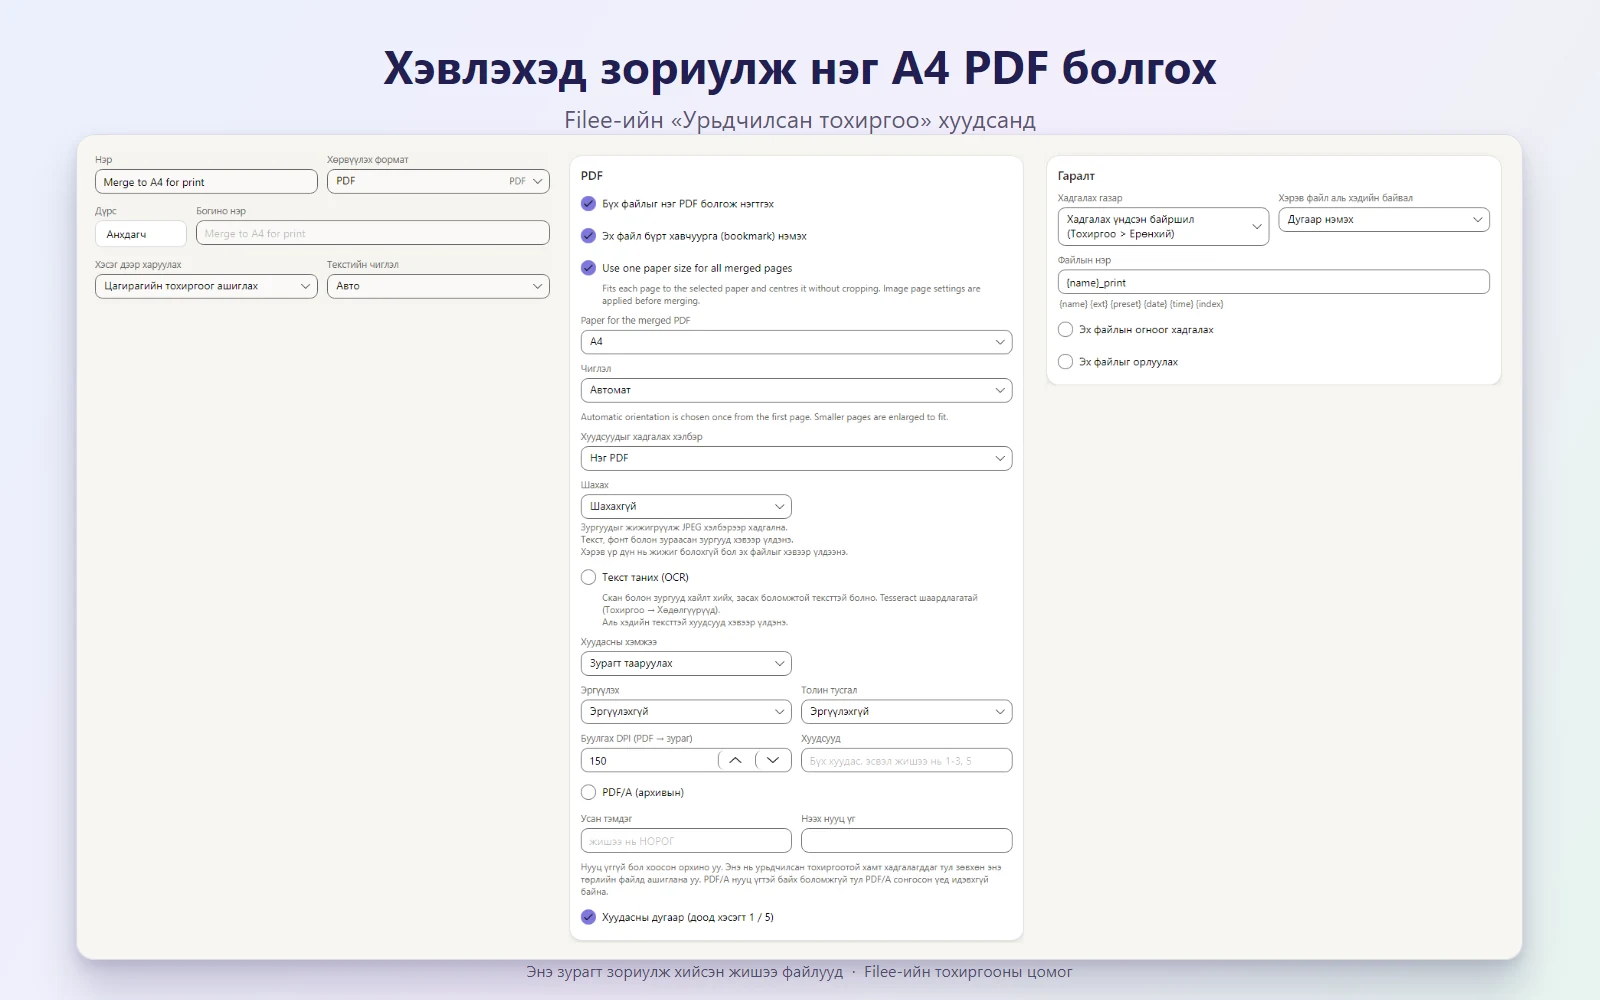 Хэвлэхэд зориулж нэг A4 PDF болгох
Filee-ийн «Урьдчилсан тохиргоо» хуудсанд
Нэр
Merge to A4 for print
Хөрвүүлэх формат
PDF PDF
Дүрс
Анхдагч
Богино нэр
Merge to A4 for print
Хэсэг дээр харуулах
Цагирагийн тохиргоог ашиглах
Текстийн чиглэл
Авто
PDF
Бүх файлыг нэг PDF болгож нэгтгэх
Эх файл бүрт хавчуурга (bookmark) нэмэх
Use one paper size for all merged pages
Fits each page to the selected paper and centres it without cropping. Image page settings are
applied before merging.
Paper for the merged PDF
A4
Чиглэл
Автомат
Automatic orientation is chosen once from the first page. Smaller pages are enlarged to fit.
Хуудсуудыг хадгалах хэлбэр
Нэг PDF
Шахах
Шахахгүй
Зургуудыг жижигрүүлж JPEG хэлбэрээр хадгална.
Текст, фонт болон зураасан зургууд хэвээр үлдэнэ.
Хэрэв үр дүн нь жижиг болохгүй бол эх файлыг хэвээр үлдээнэ.
Текст таних (OCR)
Скан болон зургууд хайлт хийх, засах боломжтой тексттэй болно. Tesseract шаардлагатай
(Тохиргоо → Хөдөлгүүрүүд).
Аль хэдийн тексттэй хуудсууд хэвээр үлдэнэ.
Хуудасны хэмжээ
Зурагт тааруулах
Эргүүлэх
Эргүүлэхгүй
Толин тусгал
Эргүүлэхгүй
Буулгах DPI (PDF → зураг)
150
Хуудсууд
Бүх хуудас, эсвэл жишээ нь 1-3, 5
PDF/A (архивын)
Усан тэмдэг
жишээ нь НООРОГ
Нээх нууц үг
Нууц үггүй бол хоосон орхино уу. Энэ нь урьдчилсан тохиргоотой хамт хадгалагддаг тул зөвхөн энэ
төрлийн файлд ашиглана уу. PDF/A нууц үгтэй байх боломжгүй тул PDF/A сонгосон үед идэвхгүй
байна.
Хуудасны дугаар (доод хэсэгт 1 / 5)
Гаралт
Хадгалах газар
Хадгалах үндсэн байршил
(Тохиргоо > Ерөнхий)
Хэрэв файл аль хэдийн байвал
Дугаар нэмэх
Файлын нэр
{name}_print
{name} {ext} {preset} {date} {time} {index}
Эх файлын огноог хадгалах
Эх файлыг орлуулах
Энэ зурагт зориулж хийсэн жишээ файлууд · Filee-ийн тохиргооны цомог